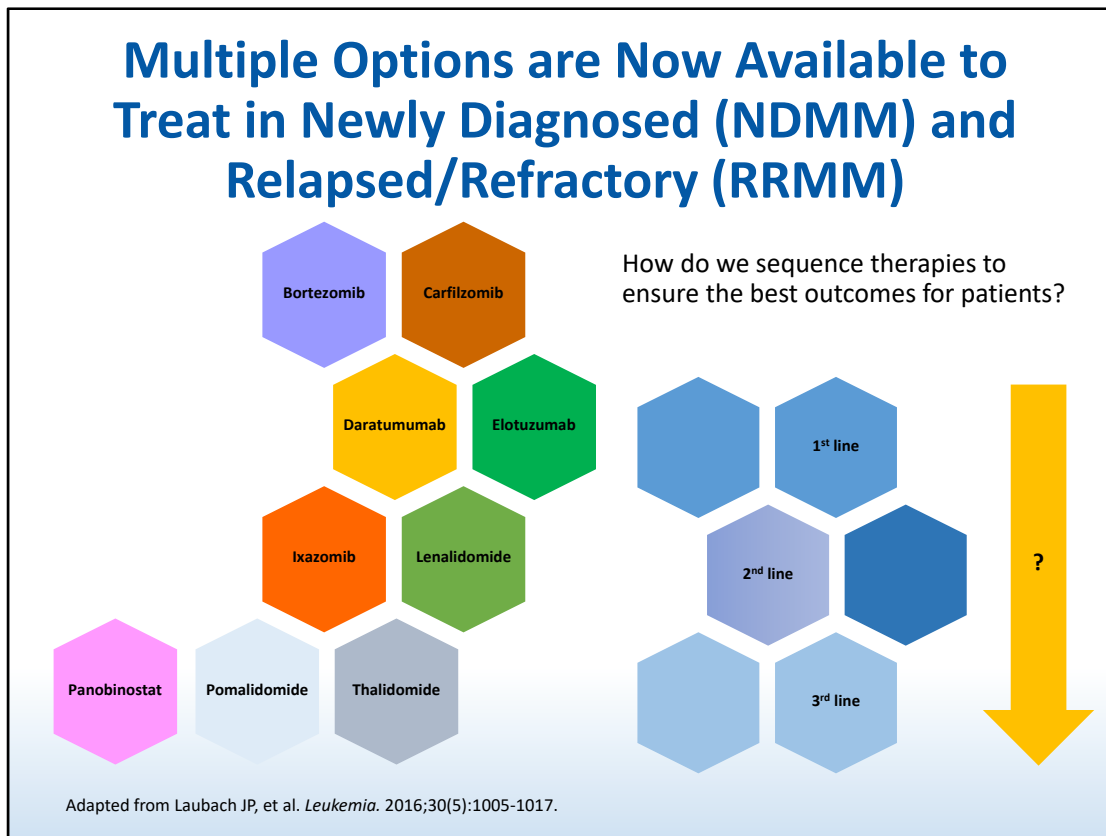 Multiple Options are Now Available to
Treat in Newly Diagnosed (NDMM) and
Relapsed/Refractory (RRMM)
Bortezomib
Carfilzomib
How do we sequence therapies to
ensure the best outcomes for patients?
Daratumumab
Elotuzumab
1st line
Ixazomib
Lenalidomide
2nd line
?
Panobinostat
Pomalidomide
Thalidomide
3rd line
Adapted from Laubach JP, et al. Leukemia. 2016;30(5):1005-1017.